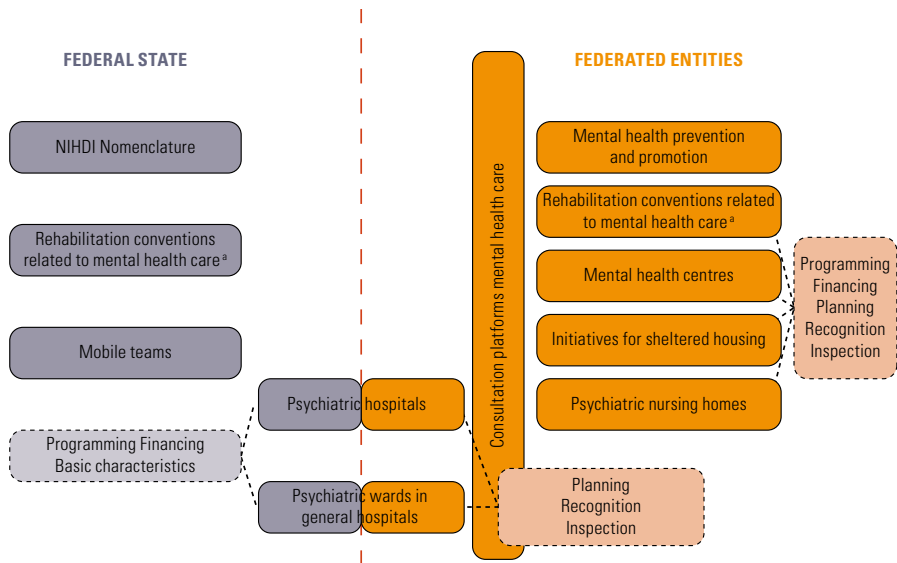 FEDERAL STATE
NIHDI Nomenclature
Rehabilitation conventions
related to mental health care a
Mobile teams
Programming Financing
Basic characteristics
Psychiatric hospitals
Psychiatric wards in
general hospitals
Consultation platforms mental health care
FEDERATED ENTITIES
Mental health prevention
and promotion
Rehabilitation conventions related
to mental health care a
Mental health centres
Initiatives for sheltered housing
Psychiatric nursing homes
Programming
Financing
Planning
Recognition
Inspection
Planning
Recognition
Inspection